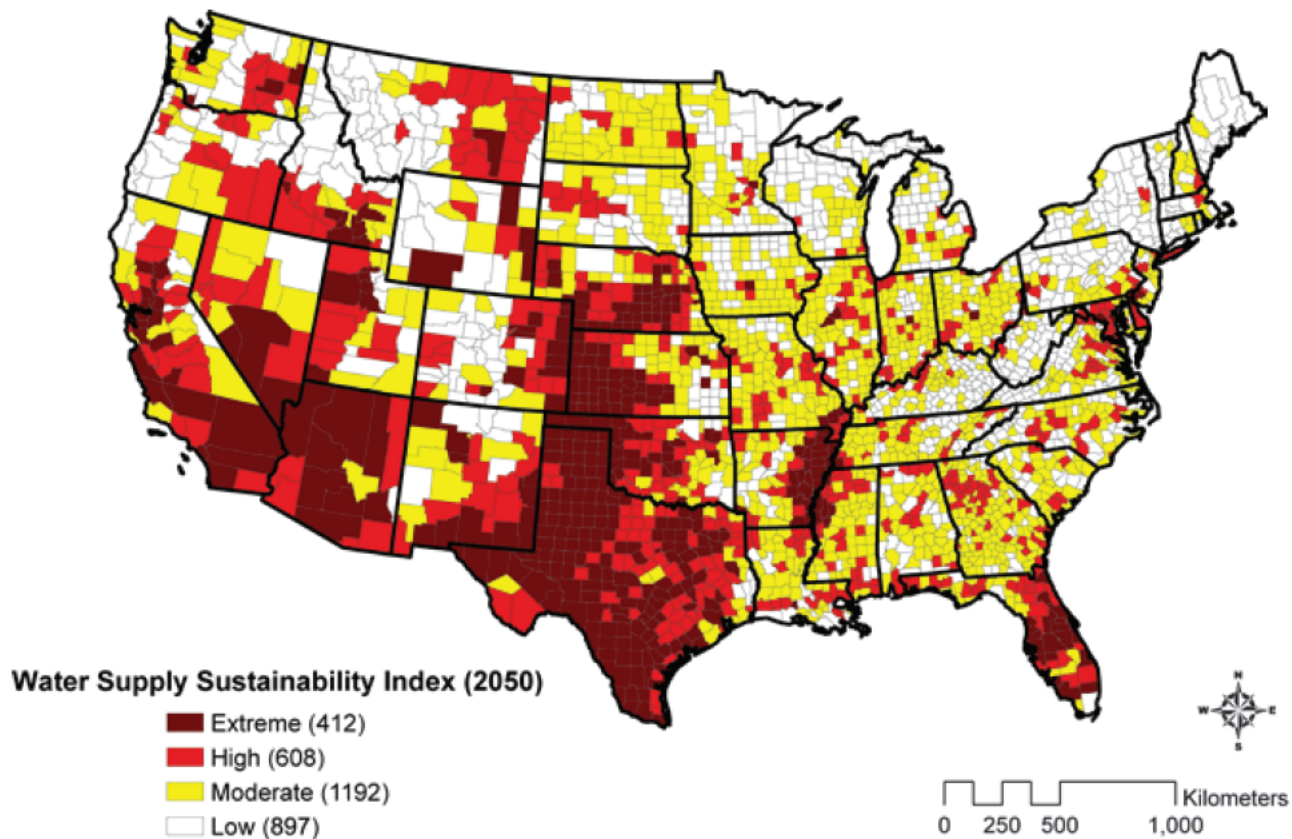 Water Supply Sustainability Index (2050)
Extreme (412)
High (608)
Moderate (1192)
Low (897)
N
W E
S
Kilometers
0 250 500 1,000